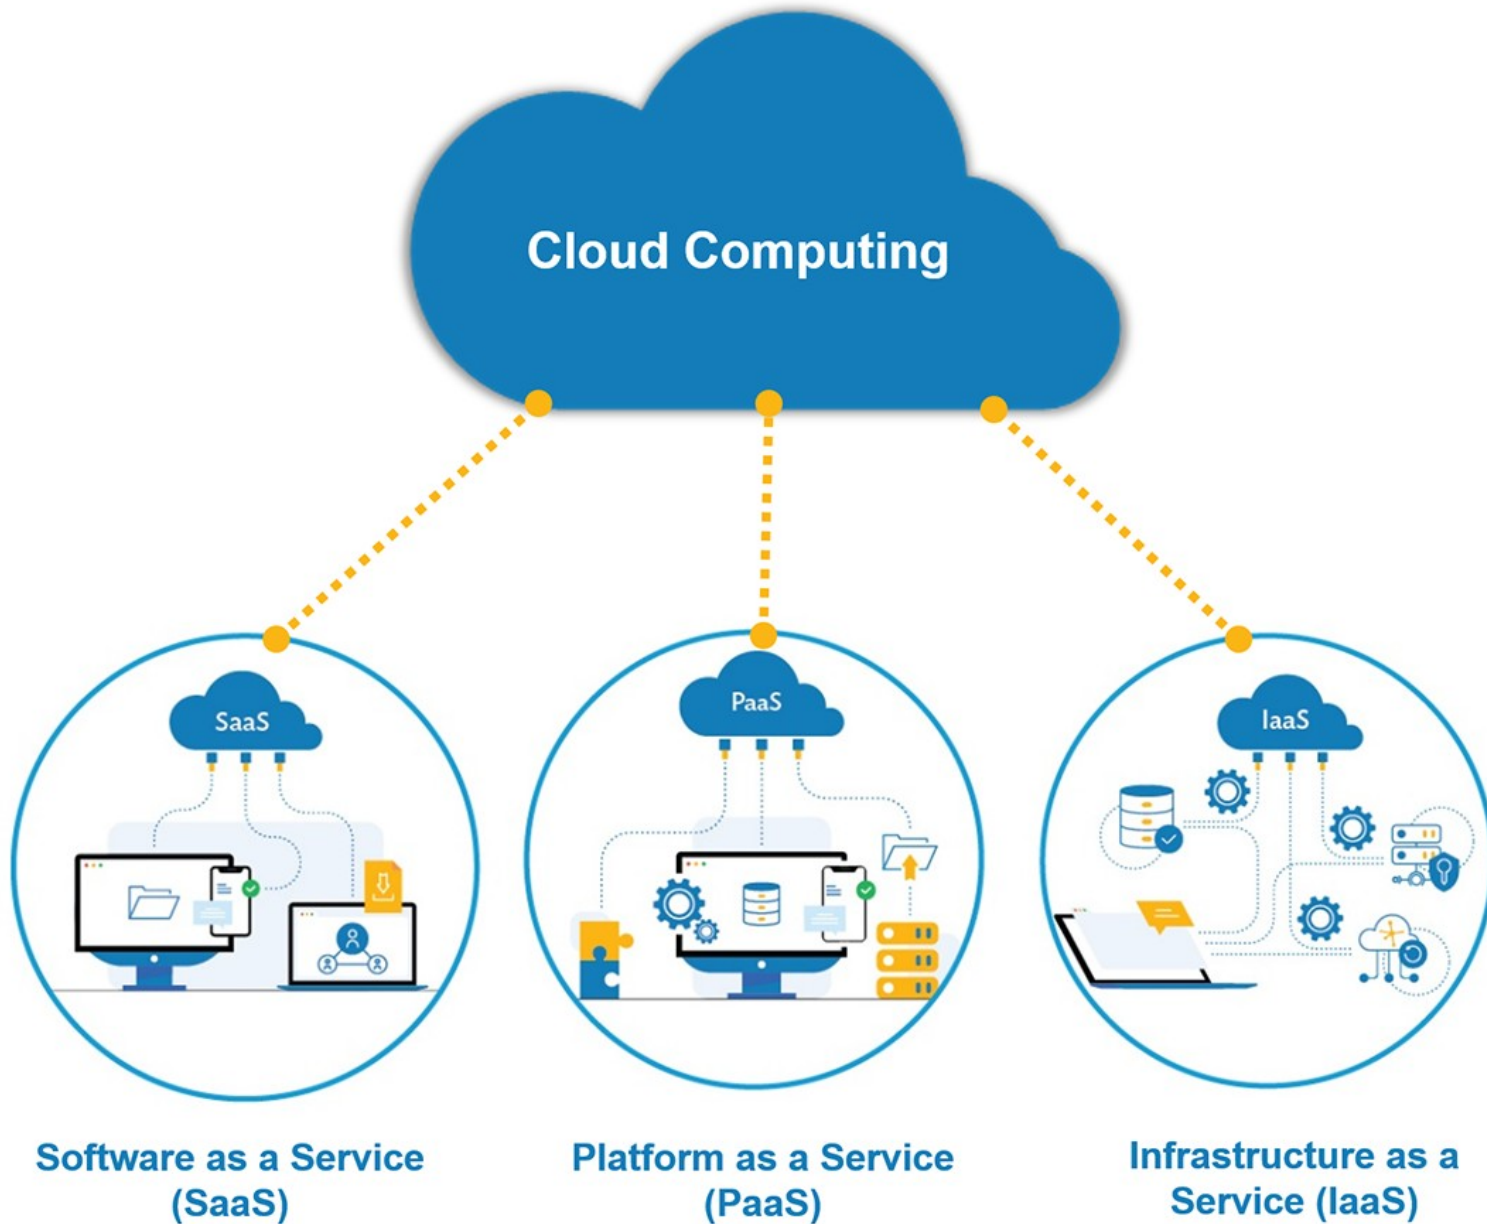 Cloud Computing
SaaS
PaaS
IaaS
Software as a Service
(SaaS)
Platform as a Service
(PaaS)
Infrastructure as a
Service (IaaS)